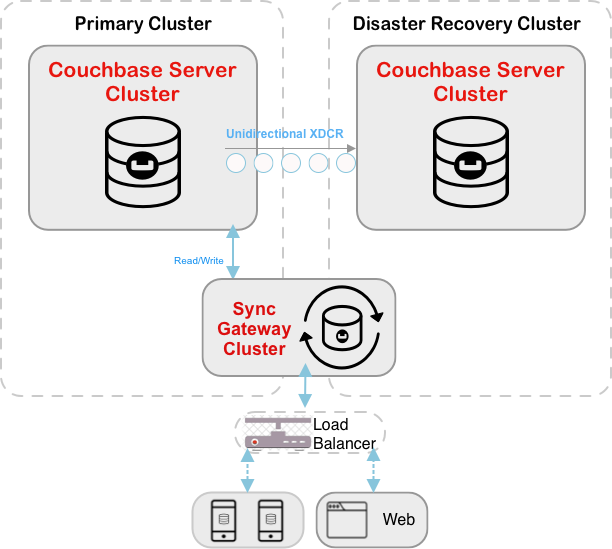 Primary Cluster
Disaster Recovery Cluster
Couchbase Server
Cluster
Couchbase Server
Cluster
Unidirectional XDCR
Read/Write
Sync
Gateway
Cluster
Load
Balancer
Web